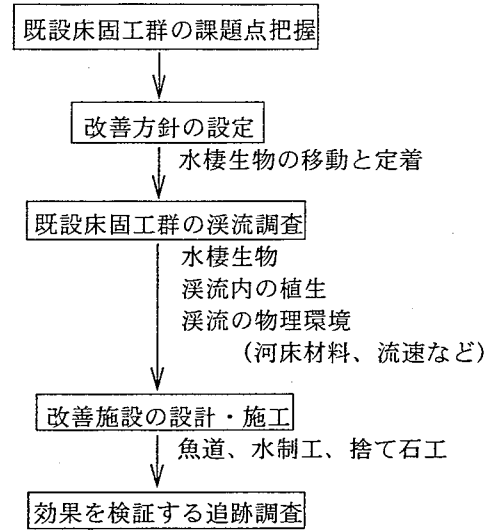 既設床固工群の課題点把握
改善方針の設定
水棲生物の移動と定着
既設床固工群の渓流調査
水棲生物
渓流内の植生
渓流の物理環境
（河床材料、流速など）
改善施設の設計・施工
魚道、水制工、捨て石工
効果を検証する追跡調査